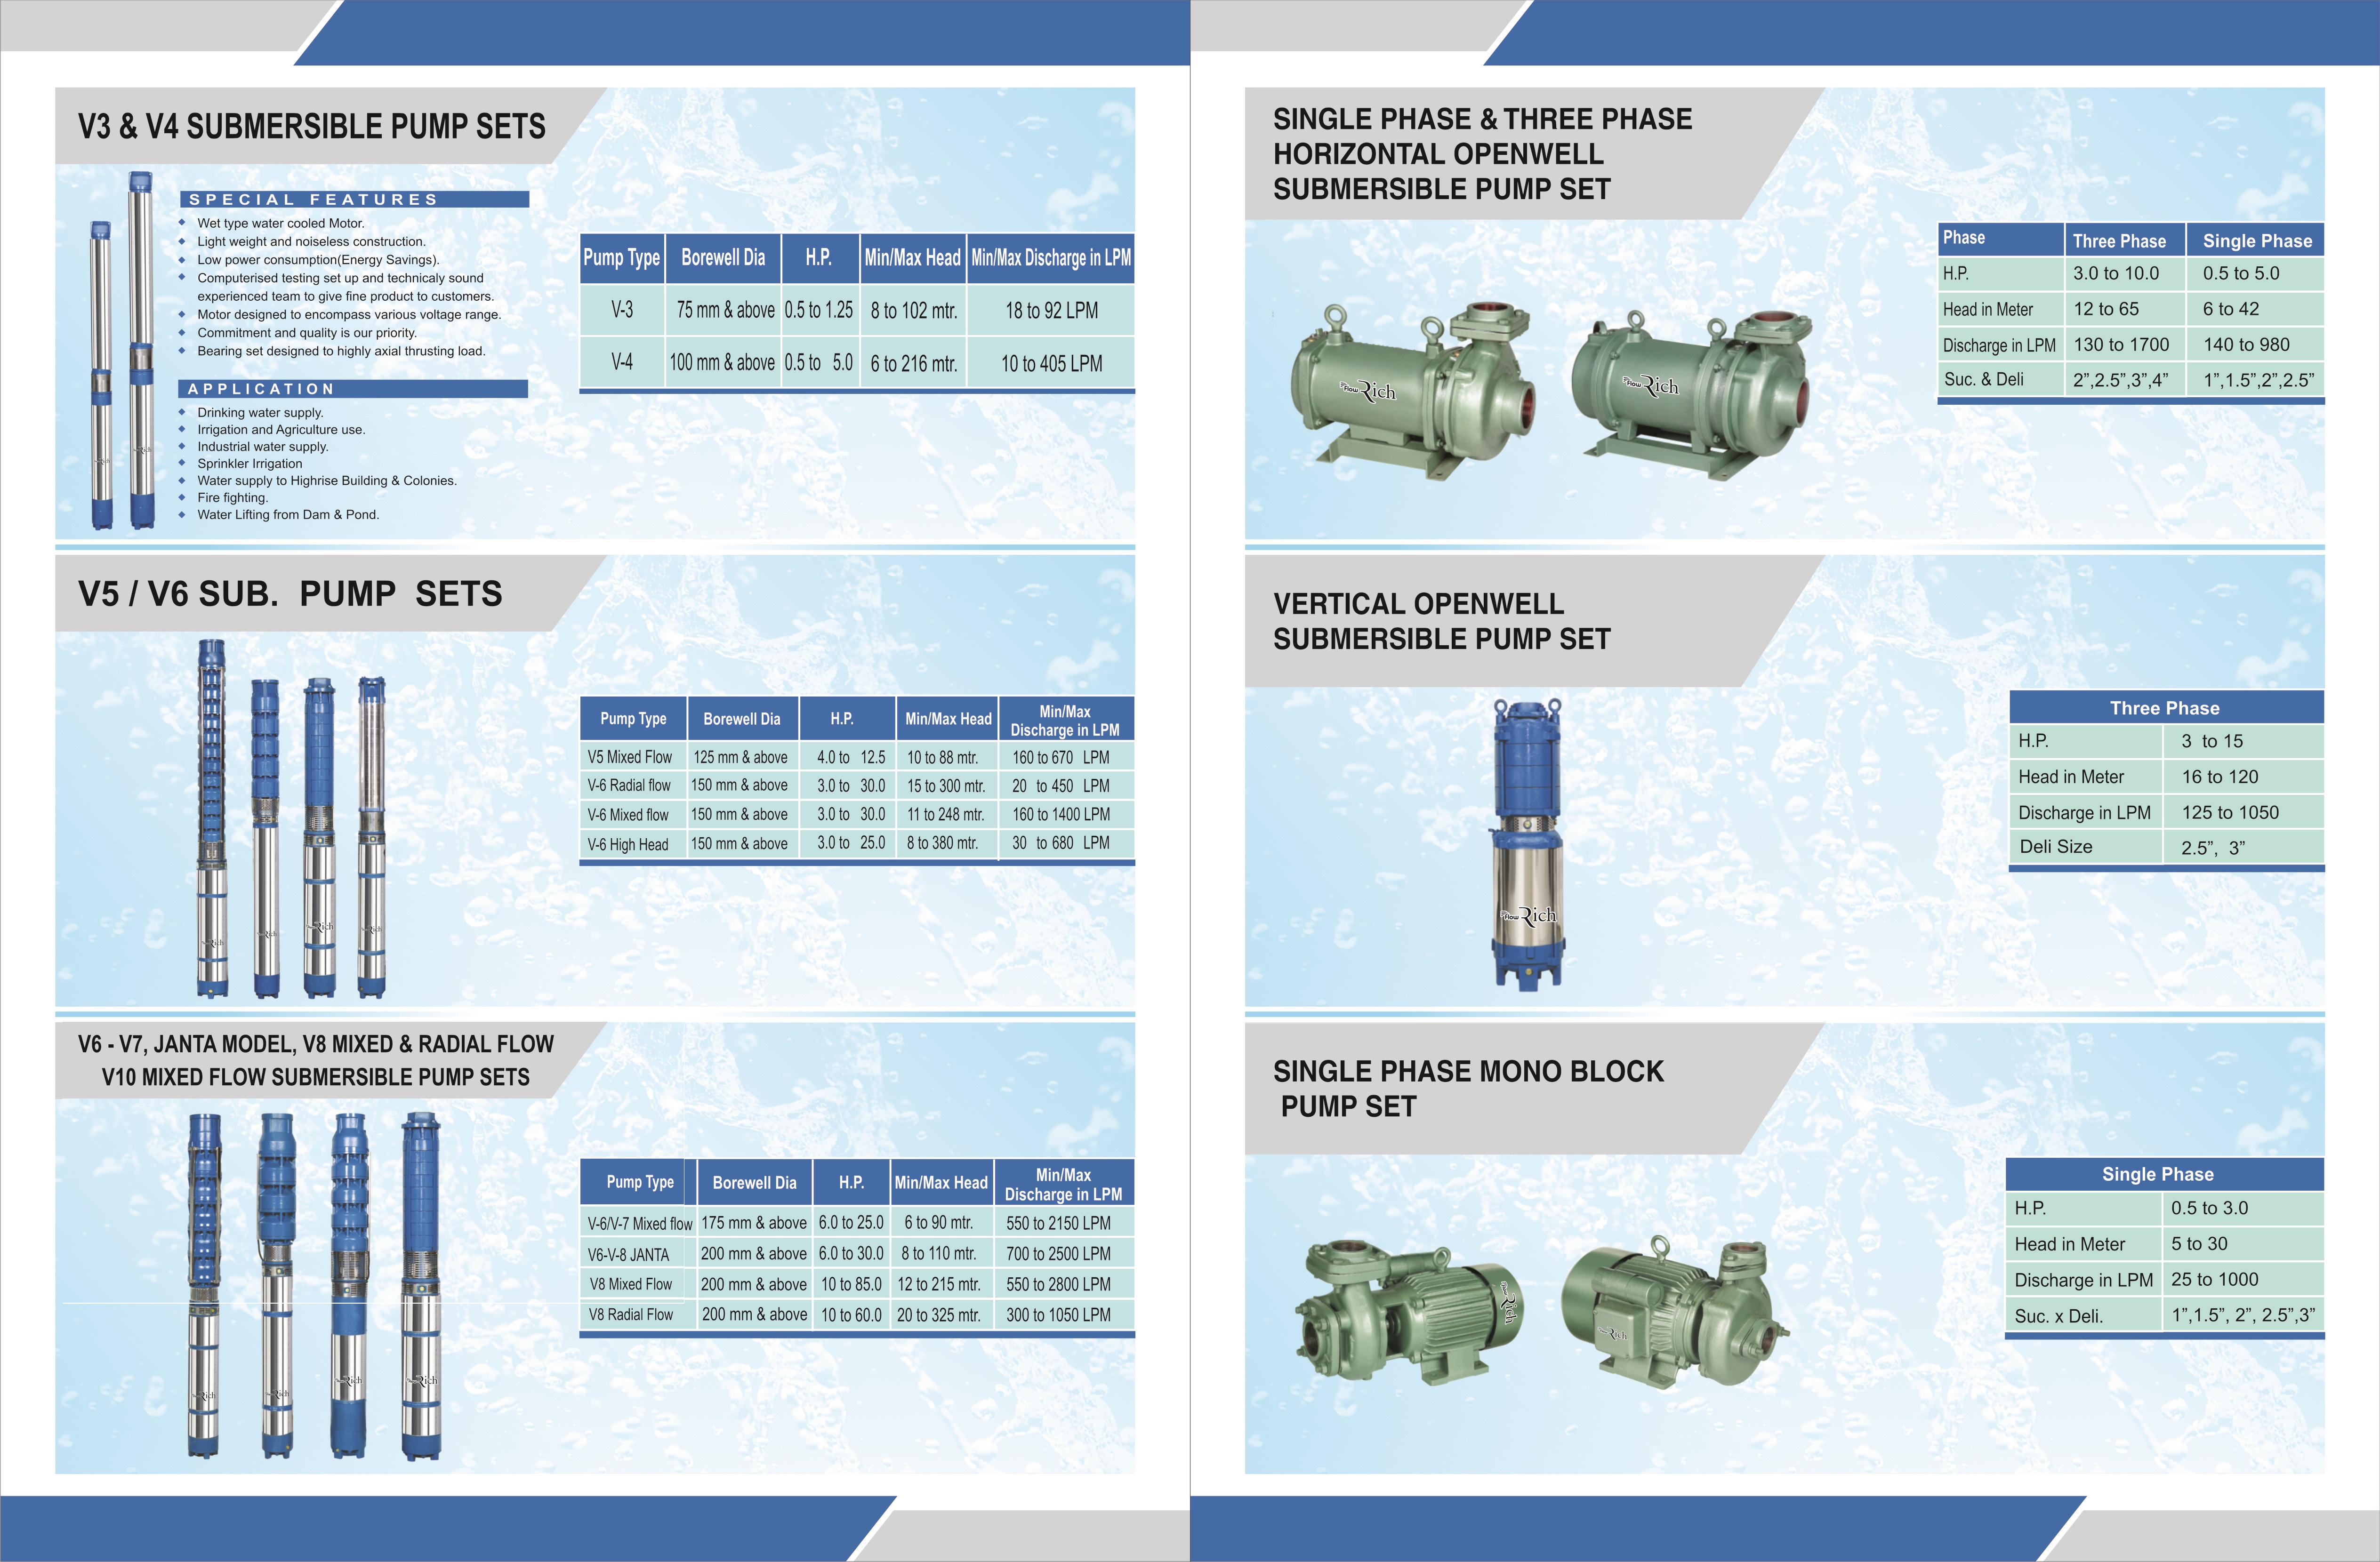 V3 & V4 SUBMERSIBLE PUMP SETS
SPECIAL FEATURES
Wet type water cooled Motor.
Light weight and noiseless construction.
Low power consumption(Energy Savings).
Computerised testing set up and technicaly sound
experienced team to give fine product to customers.
Motor designed to encompass various voltage range.
Commitment and quality is our priority.
Bearing set designed to highly axial thrusting load.
APPLICATION
Drinking water supply.
Irrigation and Agriculture use.
Industrial water supply.
Sprinkler Irrigation
Water supply to Highrise Building & Colonies.
Fire fighting.
Water Lifting from Dam & Pond.
Pump Type Borewell Dia H.P. Min/Max Head Min/Max Discharge in LPM
V-3 75 mm & above 0.5 to 1.25 8 to 102 mtr. 18 to 92 LPM
V-4 100 mm & above 0.5 to 5.0 6 to 216 mtr. 10 to 405 LPM
V5 / V6 SUB. PUMP SETS
Rich
Rich
Rich
Rich
Pump Type Borewell Dia H.P. Min/Max Head Min/Max
Discharge in LPM
V5 Mixed Flow 125 mm & above 4.0 to 12.5 10 to 88 mtr. 160 to 670 LPM
V-6 Radial flow 150 mm & above 3.0 to 30.0 15 to 300 mtr. 20 to 450 LPM
V-6 Mixed flow 150 mm & above 3.0 to 30.0 11 to 248 mtr. 160 to 1400 LPM
V-6 High Head 150 mm & above 3.0 to 25.0 8 to 380 mtr. 30 to 680 LPM
V6 - V7, JANTA MODEL, V8 MIXED & RADIAL FLOW
V10 MIXED FLOW SUBMERSIBLE PUMP SETS
Rich
Rich
Rich
Rich
Pump Type Borewell Dia H.P. Min/Max Head Min/Max
Discharge in LPM
V-6/V-7 Mixed flow 175 mm & above 6.0 to 25.0 6 to 90 mtr. 550 to 2150 LPM
V6-V-8 JANTA 200 mm & above 6.0 to 30.0 8 to 110 mtr. 700 to 2500 LPM
V8 Mixed Flow 200 mm & above 10 to 85.0 12 to 215 mtr. 550 to 2800 LPM
V8 Radial Flow 200 mm & above 10 to 60.0 20 to 325 mtr. 300 to 1050 LPM
SINGLE PHASE & THREE PHASE
HORIZONTAL OPENWELL
SUBMERSIBLE PUMP SET
flow Rich
flow Rich
Phase Three Phase Single Phase
H.P. 3.0 to 10.0 0.5 to 5.0
Head in Meter 12 to 65 6 to 42
Discharge in LPM 130 to 1700 140 to 980
Suc. & Deli 2”,2.5”,3”,4” 1”,1.5”,2”,2.5”
VERTICAL OPENWELL
SUBMERSIBLE PUMP SET
flow Rich
Three Phase
H.P. 3 to 15
Head in Meter 16 to 120
Discharge in LPM 125 to 1050
Deli Size 2.5”, 3”
SINGLE PHASE MONO BLOCK
PUMP SET
Rich
Rich
Single Phase
H.P. 0.5 to 3.0
Head in Meter 5 to 30
Discharge in LPM 25 to 1000
Suc. x Deli. 1”,1.5”, 2”, 2.5”,3”